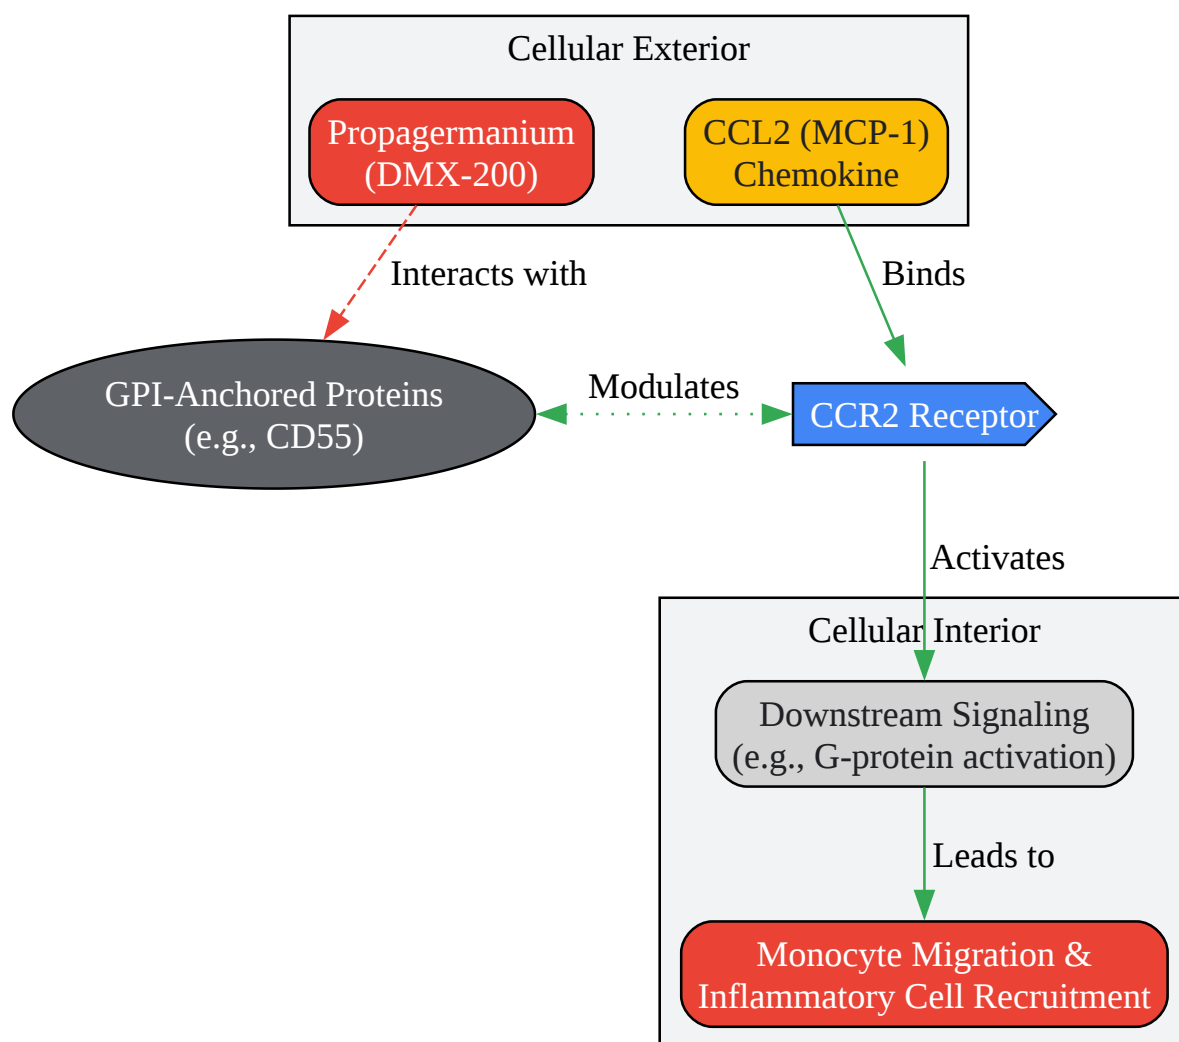 Cellular Exterior
Propagermanium
(DMX-200)
CCL2 (MCP-1)
Chemokine
Interacts with
Binds
GPI-Anchored Proteins
(e.g., CD55)
Modulates
CCR2 Receptor
Activates
Cellular Interior
Downstream Signaling
(e.g., G-protein activation)
Leads to
Monocyte Migration &
Inflammatory Cell Recruitment